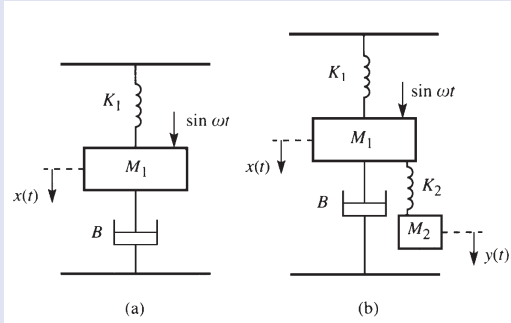 K₁
sin ωt
M₁
x(t)
B
(a)
K₁
sin ωt
M₁
x(t)
K₂
B
M₂
y(t)
(b)